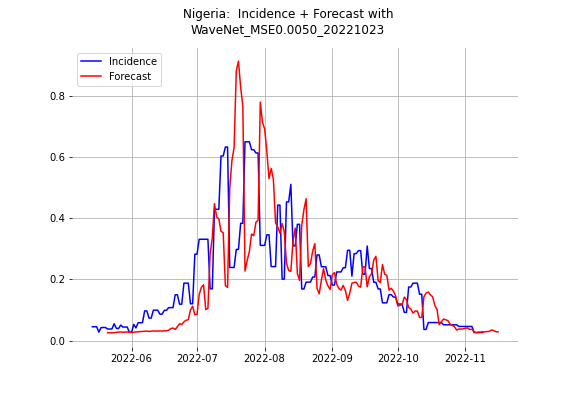 Nigeria:  Incidence + Forecast with
WaveNet_MSE0.0050_20221023
Incidence
Forecast
0.8
0.6
0.4
0.2
0.0
2022-06 2022-07 2022-08 2022-09 2022-10 2022-11